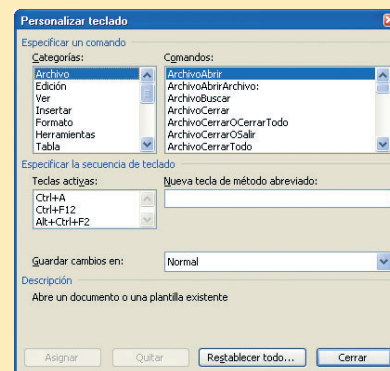 Personalizar teclado
Especificar un comando
Categorías:
Comandos:
Archivo
Edición
Ver
Insertar
Formato
Herramientas
Tabla
ArchivoAbrir
ArchivoAbrirArchivo:
ArchivoBuscar
ArchivoCerrar
ArchivoCerrarOCerrarTodo
ArchivoCerrarOSalir
ArchivoCerrarTodo
Especificar la secuencia de teclado
Teclas activas:
Nueva tecla de método abreviado:
Ctrl+A
Ctrl+F12
Alt+Ctrl+F2
Guardar cambios en:
Normal
Descripción
Abre un documento o una plantilla existente
Asignar
Quitar
Restablecer todo...
Cerrar